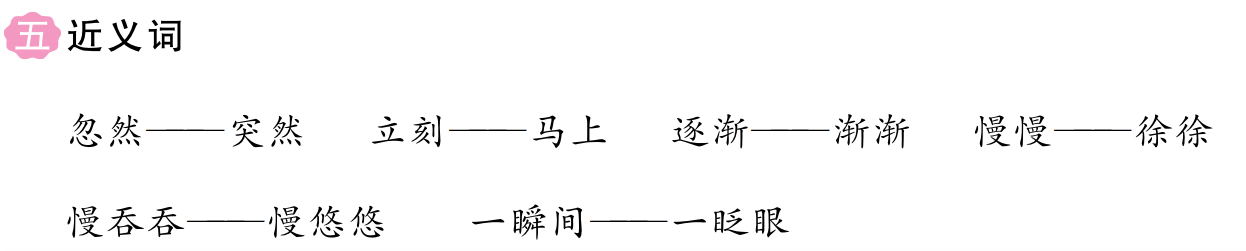 五 近义词
忽然——突然 立刻——马上 逐渐——渐渐 慢慢——徐徐
慢吞吞——慢悠悠 一瞬间——一眨眼